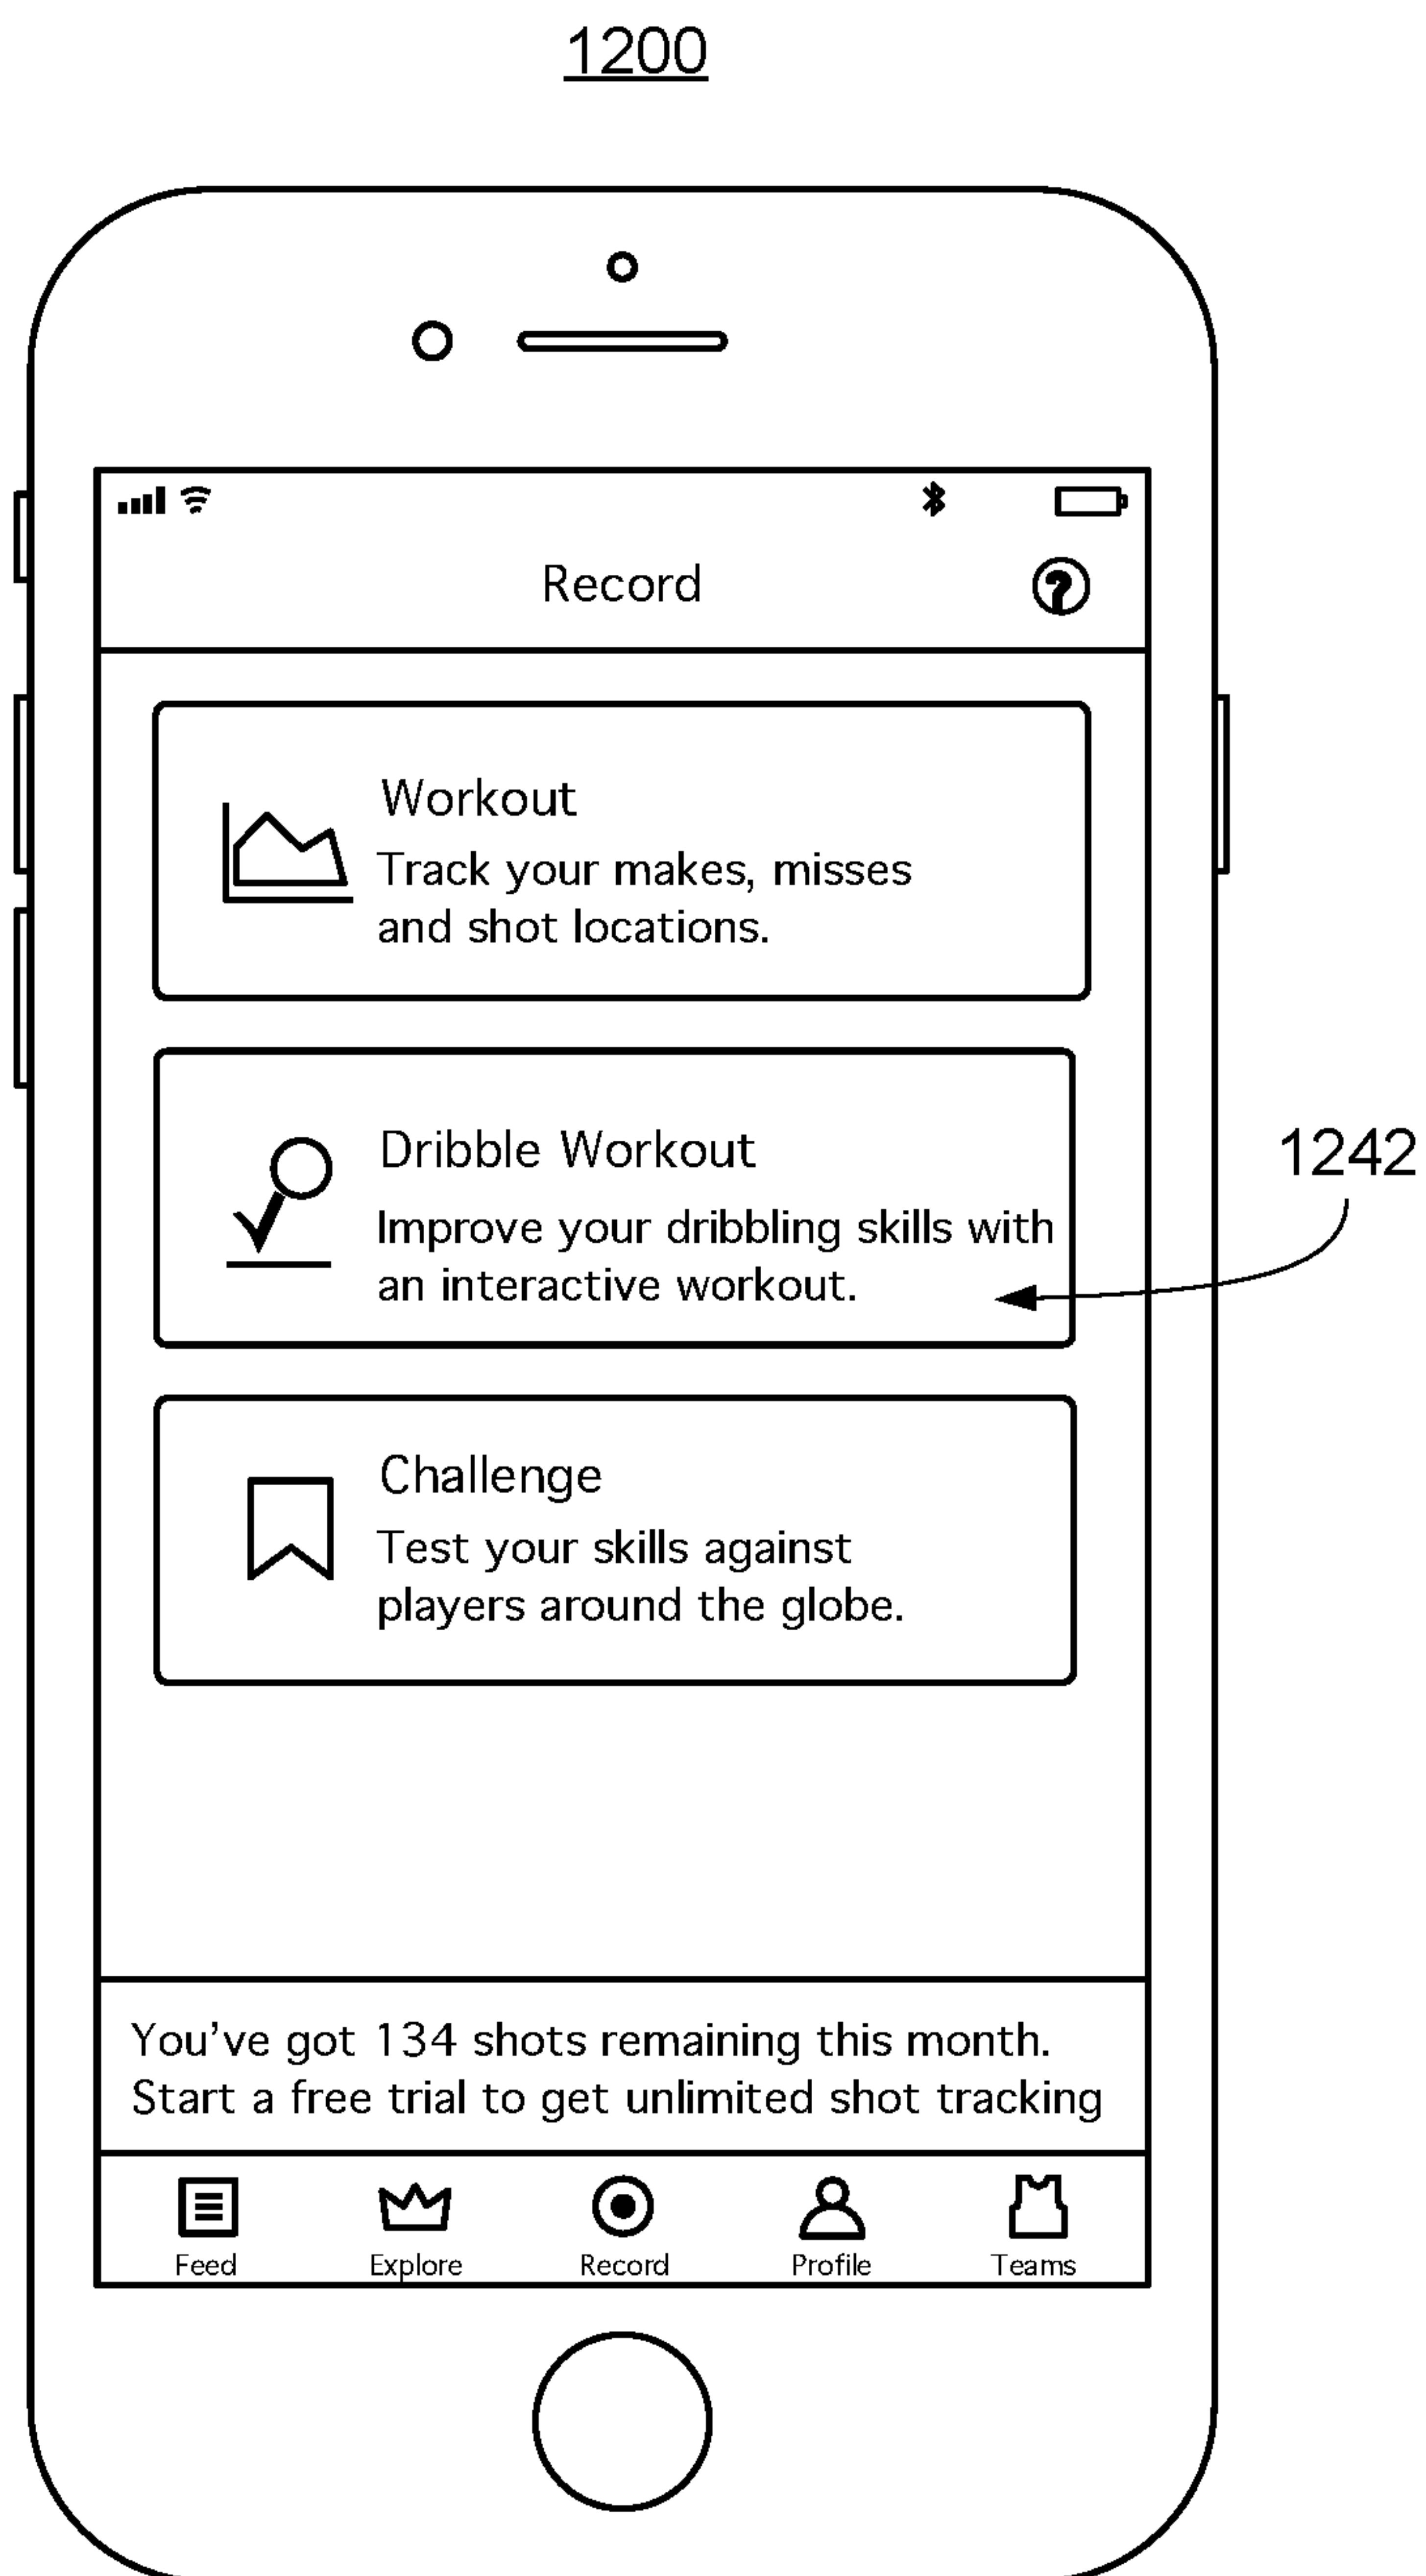 1200
Record
?
Workout
Track your makes, misses
and shot locations.
Dribble Workout
1242
Improve your dribbling skills with
an interactive workout.
Challenge
Test your skills against
players around the globe.
You've got 134 shots remaining this month.
Start a free trial to get unlimited shot tracking
Feed Explore Record Profile Teams